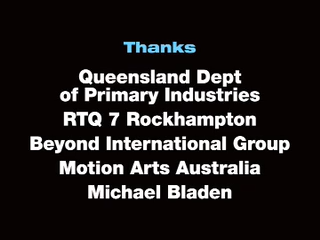 Thanks
Queensland Dept
of Primary Industries
RTQ 7 Rockhampton
Beyond International Group
Motion Arts Australia
Michael Bladen